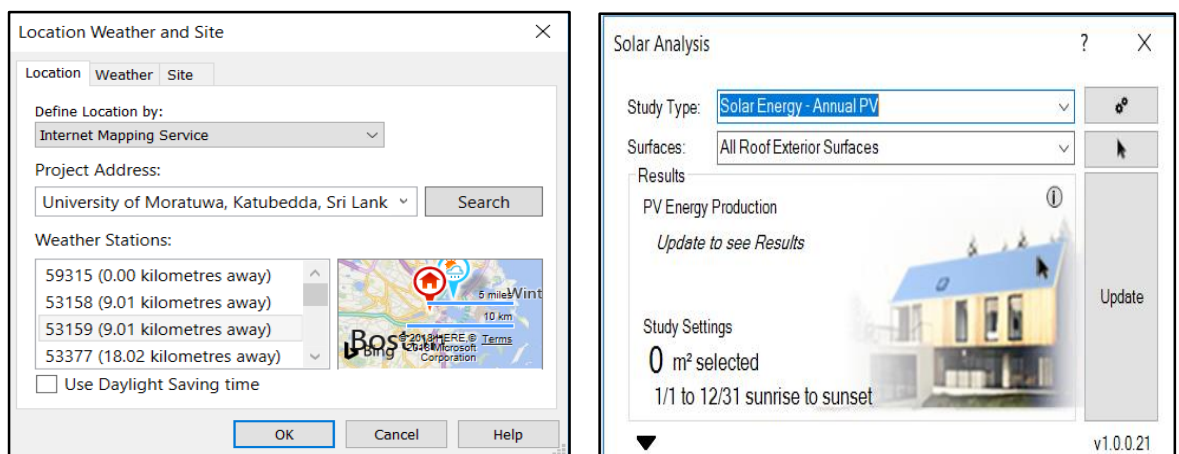 Location Weather and Site
Location Weather Site
Define Location by:
Internet Mapping Service
Project Address:
University of Moratuwa, Katubedda, Sri Lank
Search
Weather Stations:
59315 (0.00 kilometres away)
53158 (9.01 kilometres away)
53159 (9.01 kilometres away)
53377 (18.02 kilometres away)
5 miles
Wint
10 km
Bost
Bing
HERE, ©
Terms
Microsoft
Corporation
Use Daylight Saving time
OK Cancel Help
Solar Analysis
?
Study Type: Solar Energy - Annual PV
Surfaces: All Roof Exterior Surfaces
Results
PV Energy Production
Update to see Results
Update
Study Settings
0 m² selected
1/1 to 12/31 sunrise to sunset
v1.0.0.21